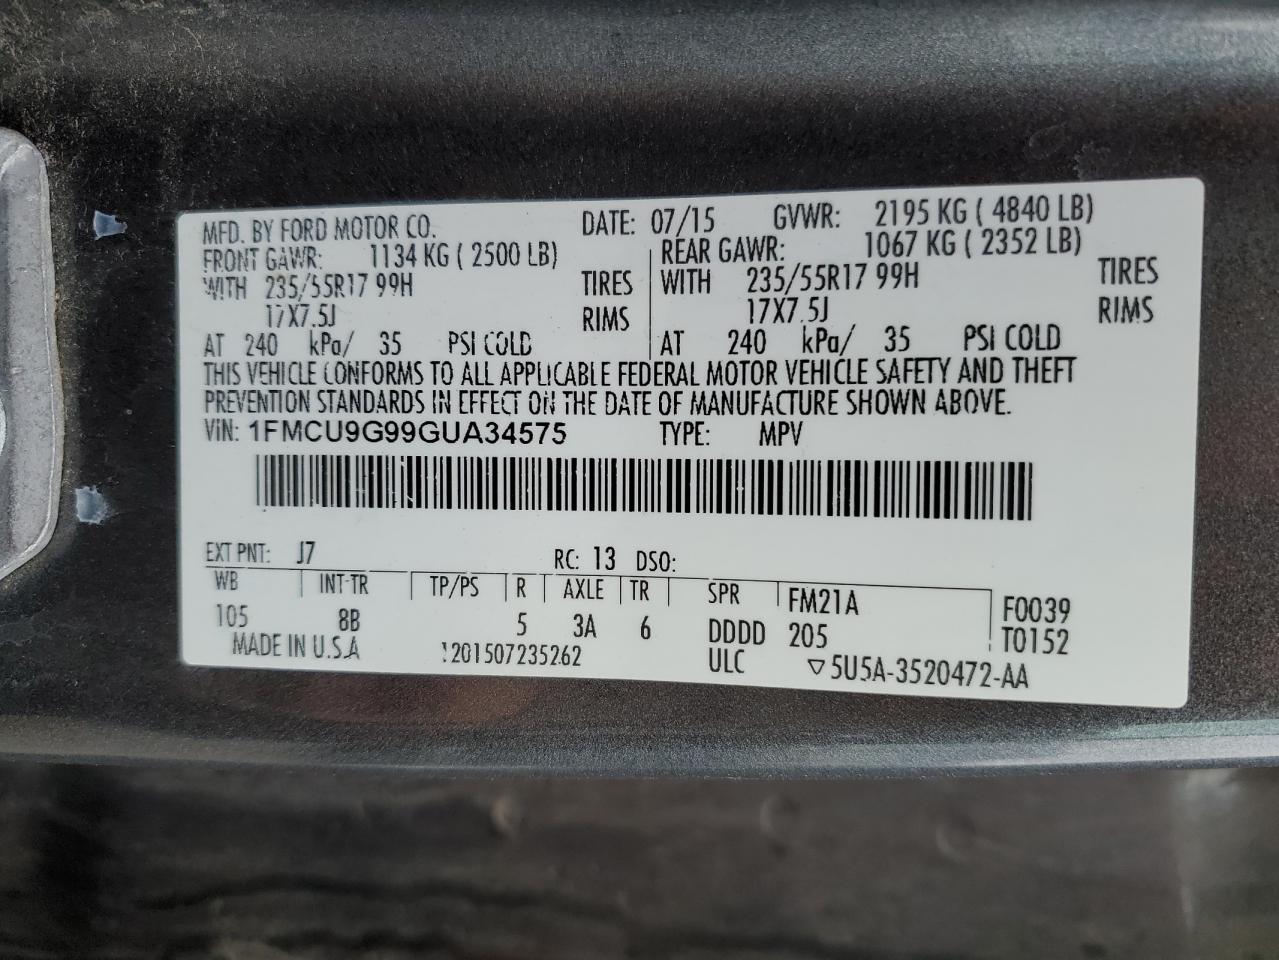 MFD. BY FORD MOTOR CO. DATE: 07/15 GVWR: 2195 KG ( 4840 LB)
FRONT GAWR: 1134 KG ( 2500 LB) REAR GAWR: 1067 KG ( 2352 LB)
WITH 235/55R17 99H TIRES WITH 235/55R17 99H TIRES
17X7.5J RIMS 17X7.5J RIMS
AT 240 kPa/ 35 PSI COLD AT 240 kPa/ 35 PSI COLD
THIS VEHICLE CONFORMS TO ALL APPLICABLE FEDERAL MOTOR VEHICLE SAFETY AND THEFT
PREVENTION STANDARDS IN EFFECT ON THE DATE OF MANUFACTURE SHOWN ABOVE.
VIN: 1FMCU9G99GUA34575 TYPE: MPV
EXT PNT: J7 RC: 13 DSO:
WB INT-TR TP/PS R AXLE TR SPR FM21A F0039
105 8B 5 3A 6 DDDD 205 T0152
MADE IN U.S.A 201507235262 ULC ▽5U5A-3520472-AA